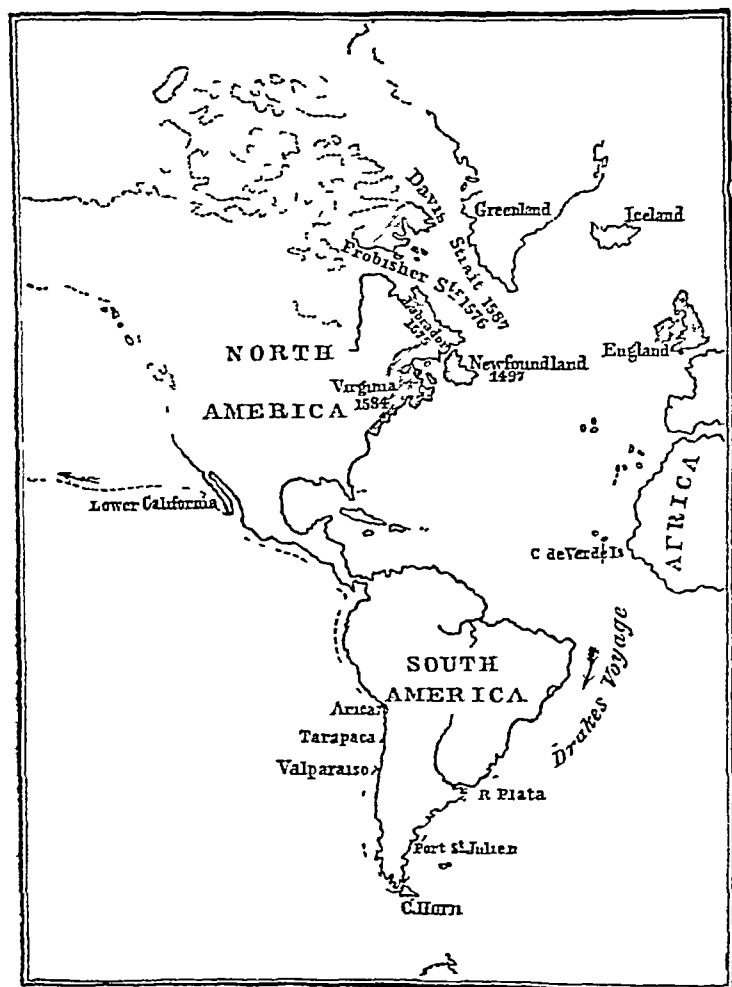 Davis
Strait 1587
Greenland
Iceland
Frobisher Str 1576
Labrador
NORTH
AMERICA
Virginia
1584
Newfoundland
1497
England
Lower California
AFRICA
C de Verde Is
SOUTH
AMERICA
Drakes Voyage
Arica
Tarapaca
Valparaiso
R Plata
Port St. Julien
C. Horn